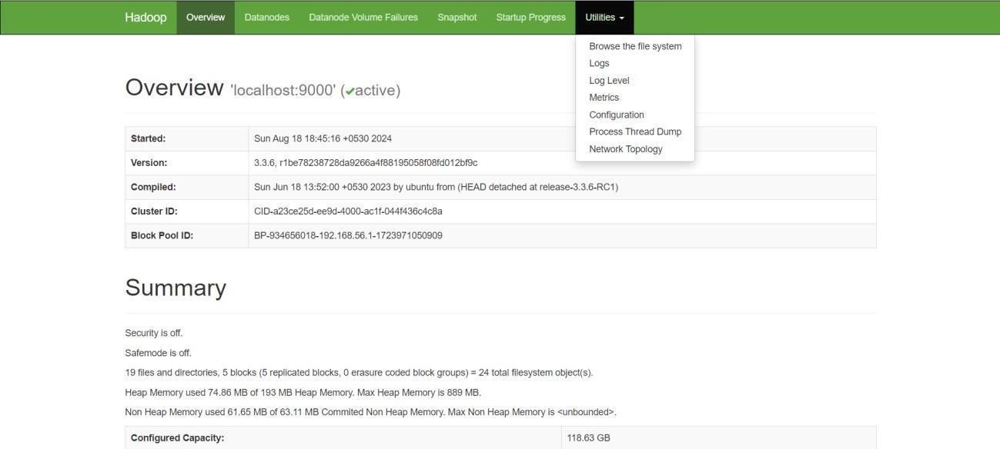 Hadoop Overview Datanodes Datanode Volume Failures Snapshot Startup Progress Utilities
Browse the file system
Logs
Log Level
Metrics
Configuration
Process Thread Dump
Network Topology
Overview 'localhost:9000' (✔active)
Started: Sun Aug 18 18:45:16 +0530 2024
Version: 3.3.6, r1be78238728da9266a4f88195058f08fd012bf9c
Compiled: Sun Jun 18 13:52:00 +0530 2023 by ubuntu from (HEAD detached at release-3.3.6-RC1)
Cluster ID: CID-a23ce25d-ee9d-4000-ac1f-044f436c4c8a
Block Pool ID: BP-934656018-192.168.56.1-1723971050909
Summary
Security is off.
Safemode is off.
19 files and directories, 5 blocks (5 replicated blocks, 0 erasure coded block groups) = 24 total filesystem object(s).
Heap Memory used 74.86 MB of 193 MB Heap Memory. Max Heap Memory is 889 MB.
Non Heap Memory used 61.65 MB of 63.11 MB Commited Non Heap Memory. Max Non Heap Memory is <unbounded>.
Configured Capacity: 118.63 GB